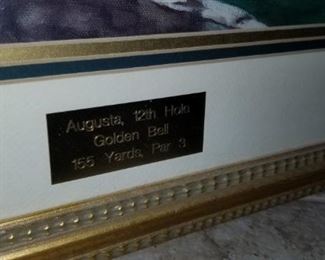 Augusta, 12th Hole
Golden Bell
155 Yards, Par 3